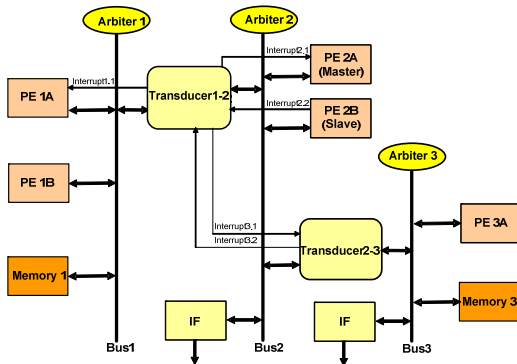 Arbiter 1
Arbiter 2
Interrupt2.1
PE 2A
(Master)
Interrupt1-1
PE 1A
Transducer1-2
Interrupt2.2
PE 2B
(Slave)
Arbiter 3
PE 1B
Interrupt3,1
Interrupt3.2
PE 3A
Transducer2-3
Memory 1
Memory 3
IF
IF
Bus1
Bus2
Bus3